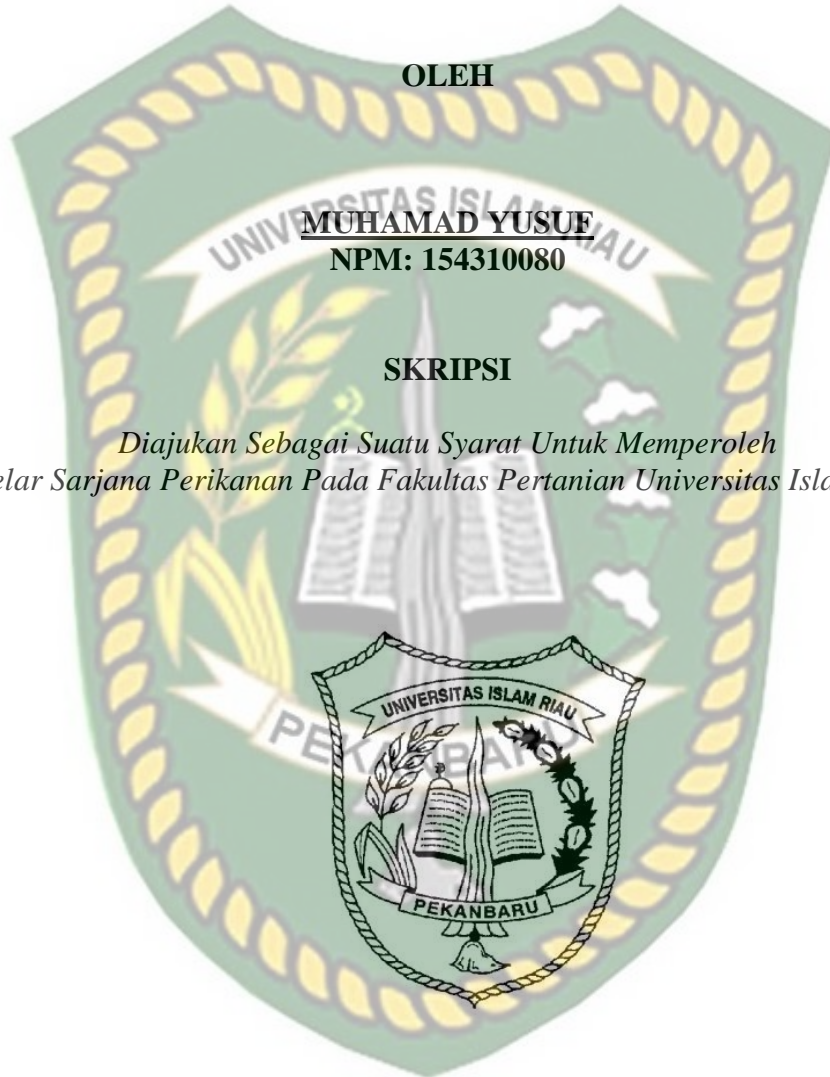 OLEH
UNIVERSITAS ISLAM RIAU
MUHAMAD YUSUF
NPM: 154310080
SKRIPSI
Diajukan Sebagai Suatu Syarat Untuk Memperoleh
elar Sarjana Perikanan Pada Fakultas Pertanian Universitas Isla
UNIVERSITAS ISLAM RIAU
PEKANBARU
PEKANBARU